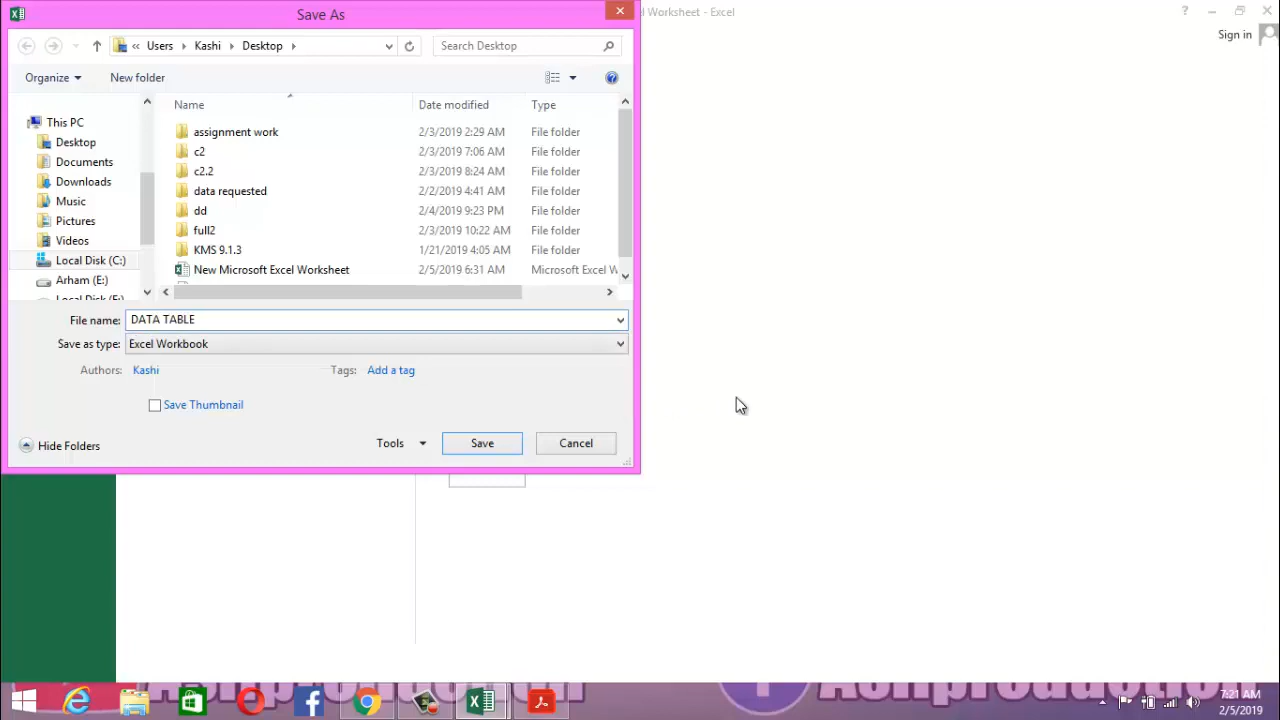 Save As
el Worksheet - Excel
?
Sign in
« Users Kashi Desktop
Search Desktop
Organize
New folder
?
Name Date modified Type
This PC
Desktop
Documents
Downloads
Music
Pictures
Videos
Local Disk (C:)
Arham (E:)
Local Disk (F:
assignment work 2/3/2019 2:29 AM File folder
c2 2/3/2019 7:06 AM File folder
c2.2 2/3/2019 8:24 AM File folder
data requested 2/2/2019 4:41 AM File folder
dd 2/4/2019 9:23 PM File folder
full2 2/3/2019 10:22 AM File folder
KMS 9.1.3 1/21/2019 4:05 AM File folder
New Microsoft Excel Worksheet 2/5/2019 6:31 AM Microsoft Excel W
File name: DATA TABLE
Save as type: Excel Workbook
Authors: Kashi
Tags: Add a tag
Save Thumbnail
Hide Folders
Tools
Save
Cancel
7:21 AM
2/5/2019